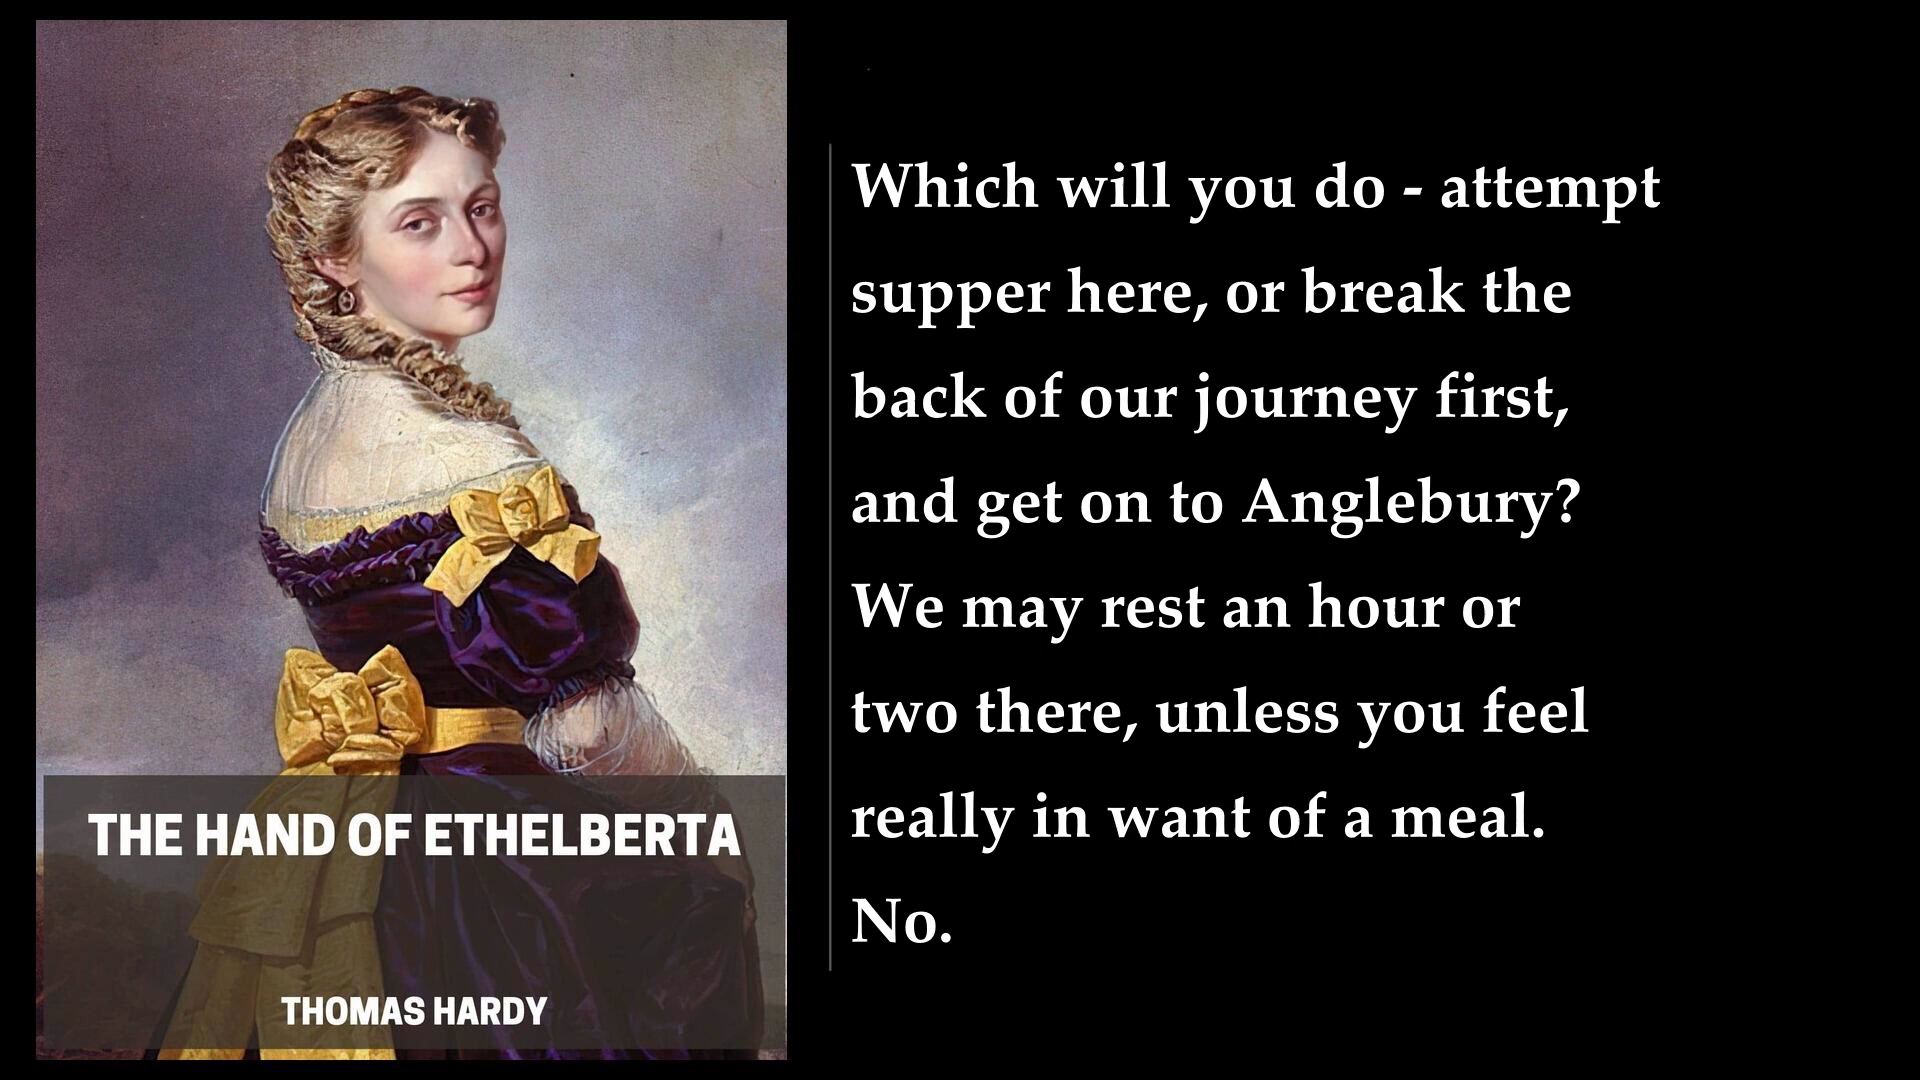 THE HAND OF ETHELBERTA
THOMAS HARDY
Which will you do - attempt
supper here, or break the
back of our journey first,
and get on to Anglebury?
We may rest an hour or
two there, unless you feel
really in want of a meal.
No.